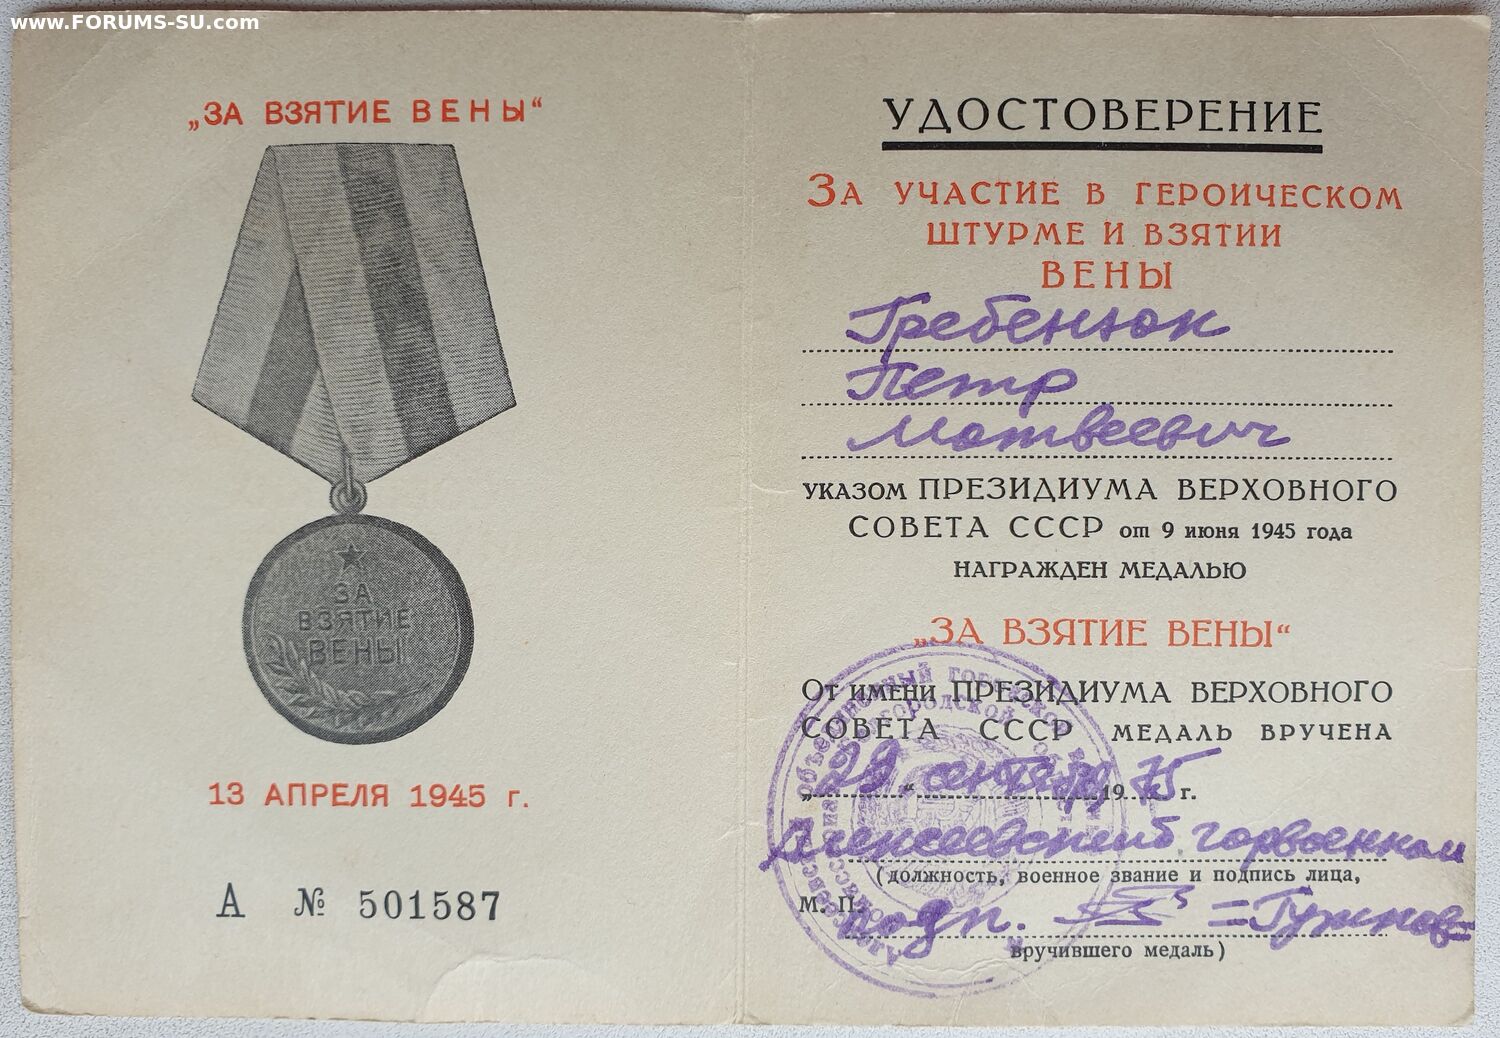 www.FORUMS-SU.com
„ЗА ВЗЯТИЕ ВЕНЫ“
ЗА
ВЗЯТИЕ
ВЕНЫ
13 АПРЕЛЯ 1945 г.
А № 501587
УДОСТОВЕРЕНИЕ
ЗА УЧАСТИЕ В ГЕРОИЧЕСКОМ
ШТУРМЕ И ВЗЯТИИ
ВЕНЫ
Гребенюк
Петр
Матвеевич
УКАЗОМ ПРЕЗИДИУМА ВЕРХОВНОГО
СОВЕТА СССР от 9 июня 1945 года
НАГРАЖДЕН МЕДАЛЬЮ
„ЗА ВЗЯТИЕ ВЕНЫ“
ОТ ИМЕНИ ПРЕЗИДИУМА ВЕРХОВНОГО
СОВЕТА СССР МЕДАЛЬ ВРУЧЕНА
„29“ сентября 1975 г.
Алексеевский горвоенком
(должность, военное звание и подпись лица,
М. П. подп.
вручившего медаль)